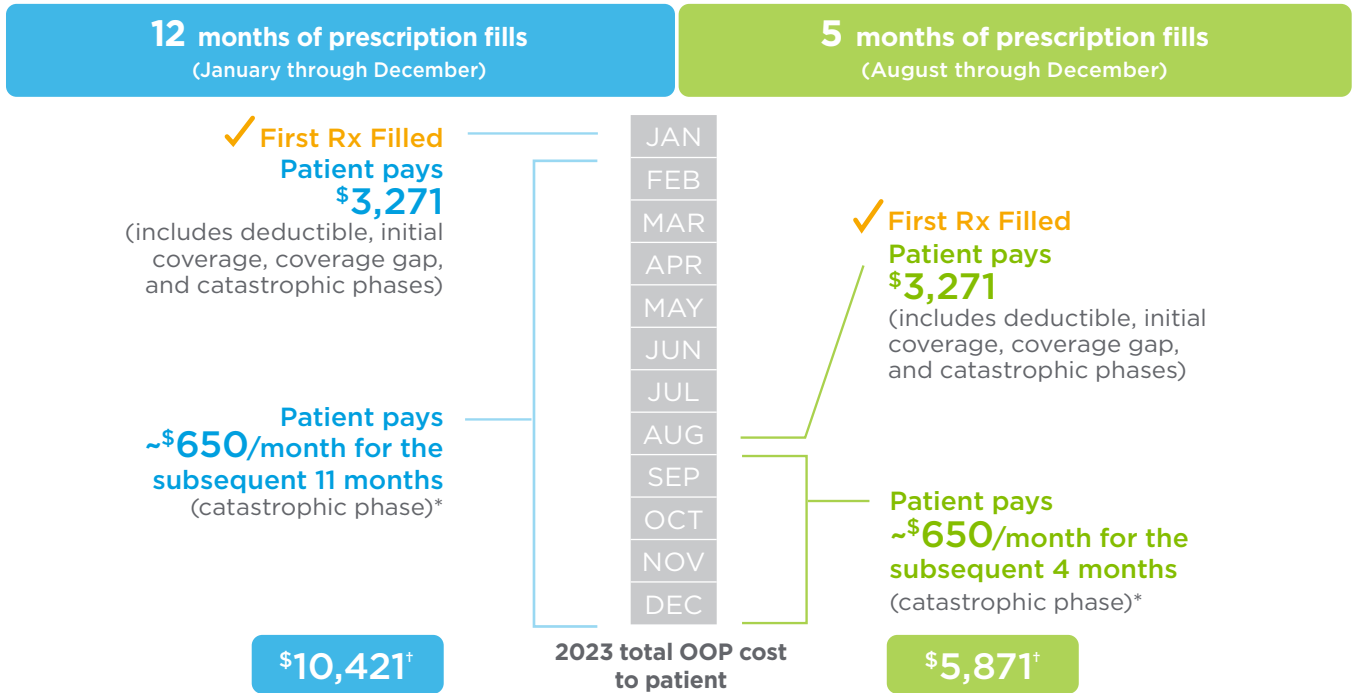 12 months of prescription fills
(January through December)
5 months of prescription fills
(August through December)
✓ First Rx Filled
Patient pays
$3,271
(includes deductible, initial
coverage, coverage gap,
and catastrophic phases)
Patient pays
~$650/month for the
subsequent 11 months
(catastrophic phase)*
$10,421†
JAN
FEB
MAR
APR
MAY
JUN
JUL
AUG
SEP
OCT
NOV
DEC
2023 total OOP cost
to patient
✓ First Rx Filled
Patient pays
$3,271
(includes deductible, initial
coverage, coverage gap,
and catastrophic phases)
Patient pays
~$650/month for the
subsequent 4 months
(catastrophic phase)*
$5,871†